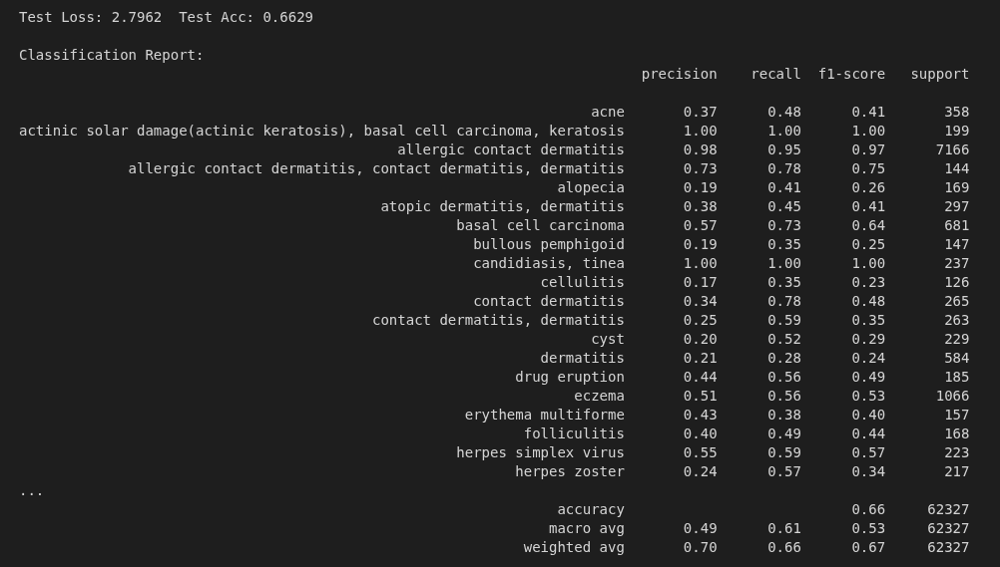 Test Loss: 2.7962  Test Acc: 0.6629
Classification Report:
precision    recall  f1-score   support
acne       0.37      0.48      0.41       358
actinic solar damage(actinic keratosis), basal cell carcinoma, keratosis       1.00      1.00      1.00       199
allergic contact dermatitis       0.98      0.95      0.97      7166
allergic contact dermatitis, contact dermatitis, dermatitis       0.73      0.78      0.75       144
alopecia       0.19      0.41      0.26       169
atopic dermatitis, dermatitis       0.38      0.45      0.41       297
basal cell carcinoma       0.57      0.73      0.64       681
bullous pemphigoid       0.19      0.35      0.25       147
candidiasis, tinea       1.00      1.00      1.00       237
cellulitis       0.17      0.35      0.23       126
contact dermatitis       0.34      0.78      0.48       265
contact dermatitis, dermatitis       0.25      0.59      0.35       263
cyst       0.20      0.52      0.29       229
dermatitis       0.21      0.28      0.24       584
drug eruption       0.44      0.56      0.49       185
eczema       0.51      0.56      0.53      1066
erythema multiforme       0.43      0.38      0.40       157
folliculitis       0.40      0.49      0.44       168
herpes simplex virus       0.55      0.59      0.57       223
herpes zoster       0.24      0.57      0.34       217
...
accuracy                           0.66     62327
macro avg       0.49      0.61      0.53     62327
weighted avg       0.70      0.66      0.67     62327